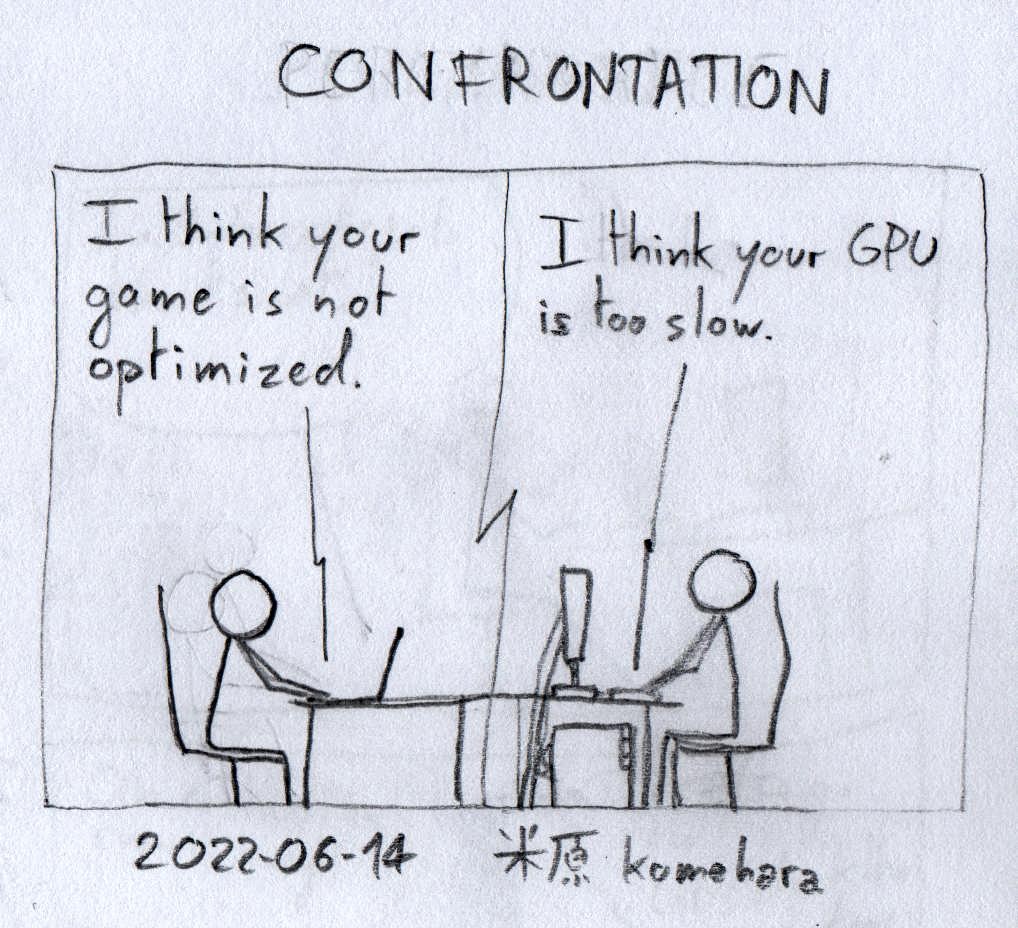 CONFRONTATION
I think your
game is not
optimized.
I think your GPU
is too slow.
2022-06-14 米原 komehara